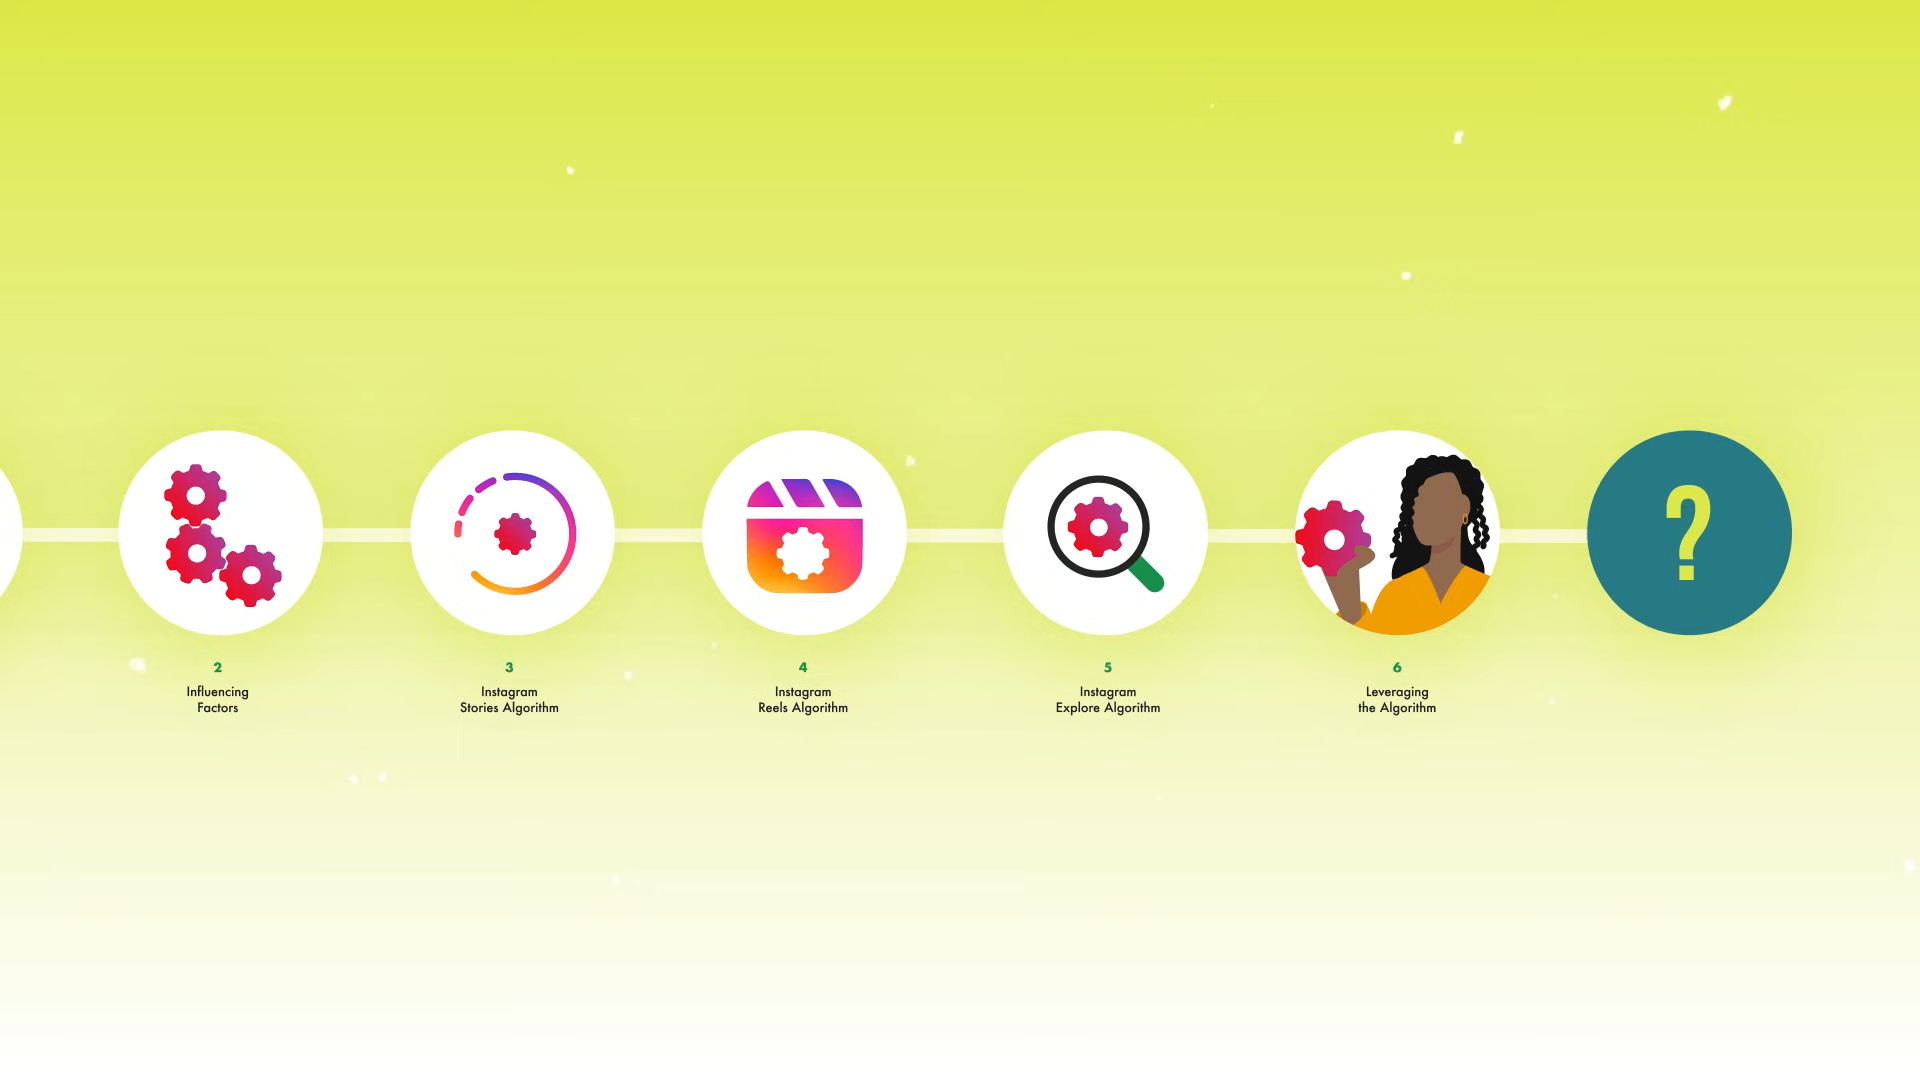 2
Influencing
Factors
3
Instagram
Stories Algorithm
4
Instagram
Reels Algorithm
5
Instagram
Explore Algorithm
6
Leveraging
the Algorithm
?